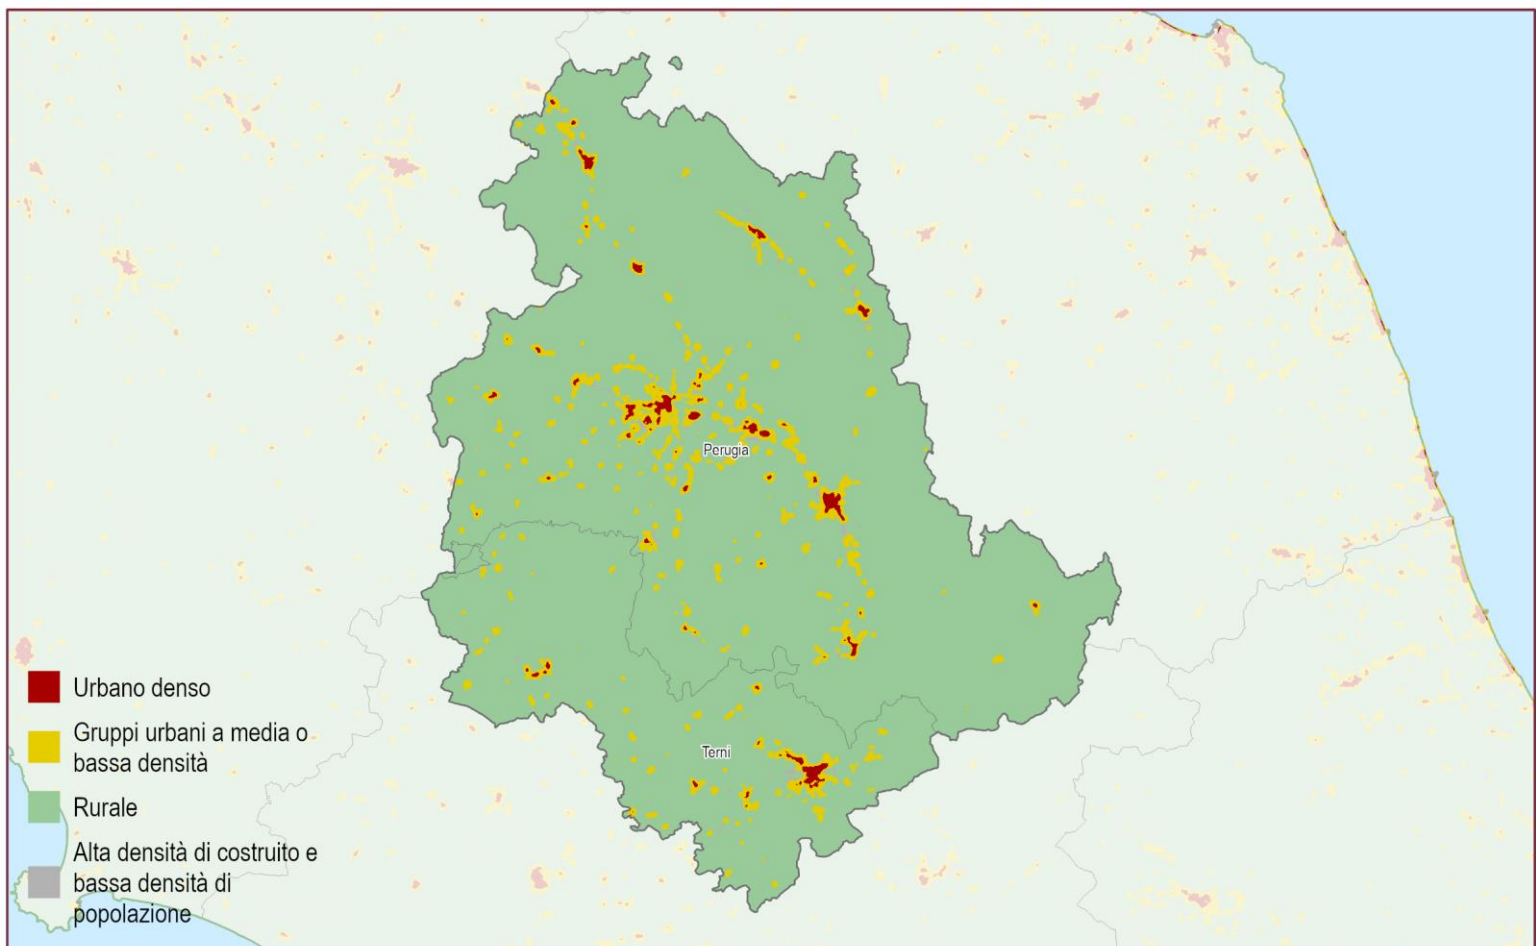 Perugia
Terni
Urbano denso
Gruppi urbani a media o
bassa densità
Rurale
Alta densità di costruito e
bassa densità di
popolazione